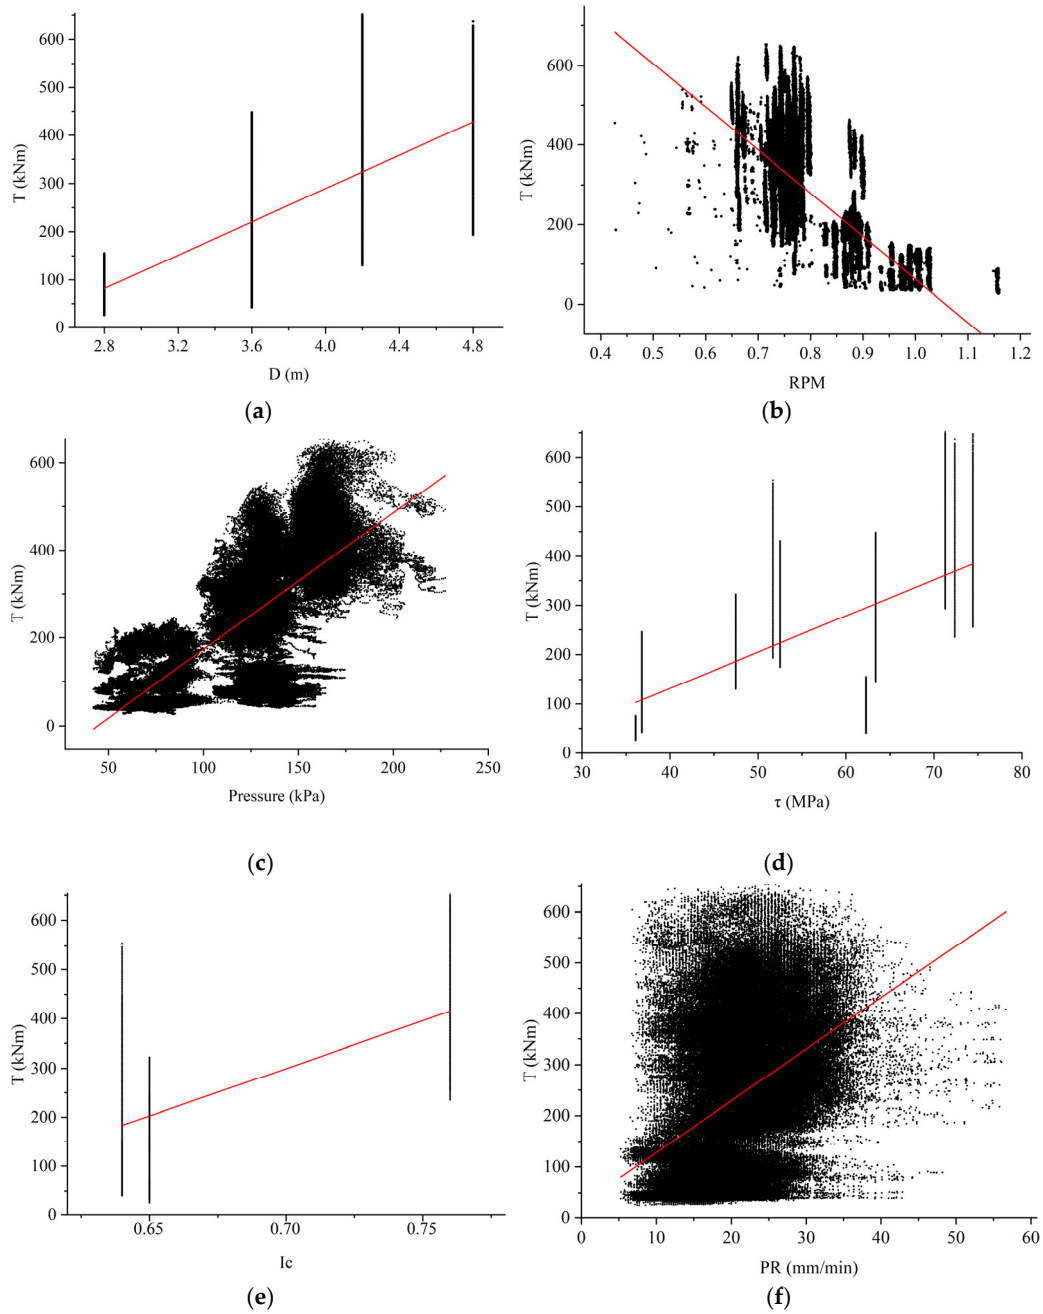 600
500
400
300
200
100
0
T (kNm)
2.8 3.2 3.6 4.0 4.4 4.8
D (m)
(a)
600
400
200
0
T (kNm)
0.4 0.5 0.6 0.7 0.8 0.9 1.0 1.1 1.2
RPM
(b)
600
400
200
0
T (kNm)
50 100 150 200 250
Pressure (kPa)
(c)
600
500
400
300
200
100
0
T (kNm)
30 40 50 60 70 80
τ (MPa)
(d)
600
500
400
300
200
100
0
T (kNm)
0.65 0.70 0.75
Ic
(e)
600
500
400
300
200
100
0
T (kNm)
0 10 20 30 40 50 60
PR (mm/min)
(f)